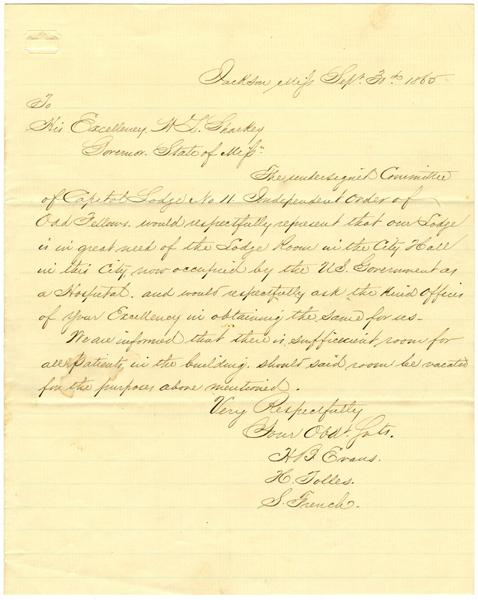 Jackson Miss Sept. 30th 1865
To
His Excellency W L Sharkey
Governor State of Miss
The undersigned Committee
of Capitol Lodge No 11. Independent Order of
Odd Fellows. would respectfully represent that our Lodge
is in great need of the Lodge Room in the City Hall
in this City, now occupied by the U.S. Government as
a Hospital. and would respectfully ask the kind offices
of your Excellency in obtaining the same for us-
We are informed that there is sufficient room for
all patients in the building. should said room be vacated
for the purposes above mentioned.
Very Respectfully
Your Obdt. Svts.
H. Tolles.
S. French.